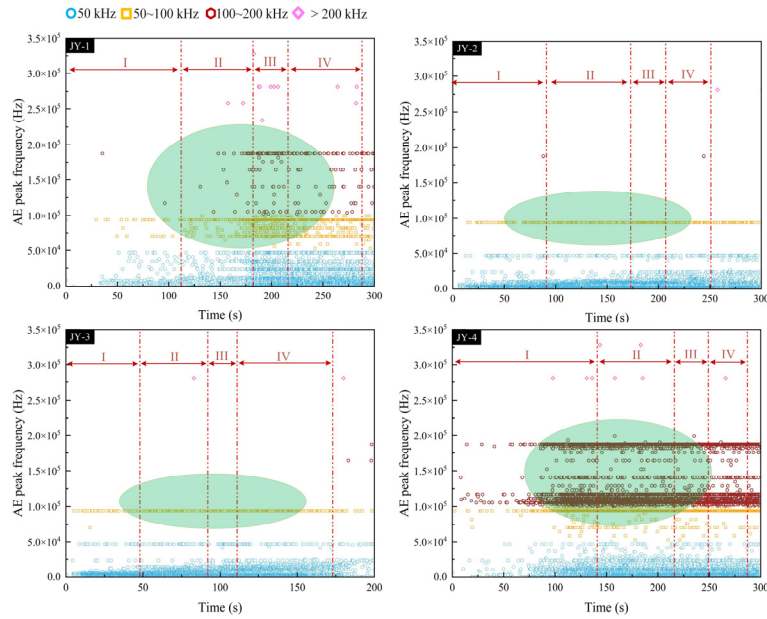 50 kHz 50~100 kHz 100~200 kHz > 200 kHz
JY-1
I II III IV
3.5×10⁵
3.0×10⁵
2.5×10⁵
2.0×10⁵
1.5×10⁵
1.0×10⁵
5.0×10⁴
0.0
AE peak frequency (Hz)
0 50 100 150 200 250 300
Time (s)
JY-2
I II III IV
3.5×10⁵
3.0×10⁵
2.5×10⁵
2.0×10⁵
1.5×10⁵
1.0×10⁵
5.0×10⁴
0.0
AE peak frequency (Hz)
0 50 100 150 200 250 300
Time (s)
JY-3
I II III IV
3.5×10⁵
3.0×10⁵
2.5×10⁵
2.0×10⁵
1.5×10⁵
1.0×10⁵
5.0×10⁴
0.0
AE peak frequency (Hz)
0 50 100 150 200
Time (s)
JY-4
I II III IV
3.5×10⁵
3.0×10⁵
2.5×10⁵
2.0×10⁵
1.5×10⁵
1.0×10⁵
5.0×10⁴
0.0
AE peak frequency (Hz)
0 50 100 150 200 250 300
Time (s)